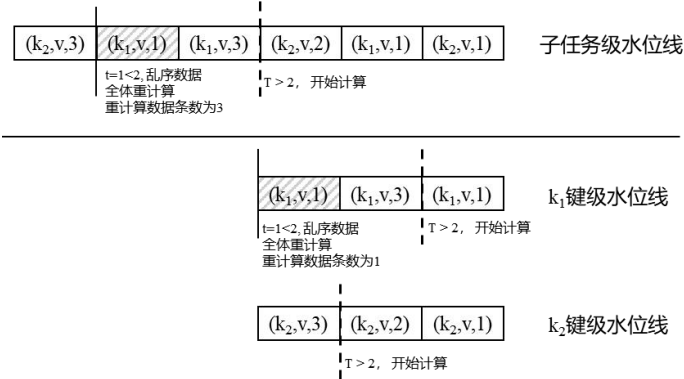 (k₂,v,3) (k₁,v,1) (k₁,v,3) (k₂,v,2) (k₁,v,1) (k₂,v,1) 子任务级水位线
t=1<2, 乱序数据
全体重计算
重计算数据条数为3
T > 2， 开始计算
(k₁,v,1) (k₁,v,3) (k₁,v,1) k₁键级水位线
t=1<2, 乱序数据
全体重计算
重计算数据条数为1
T > 2， 开始计算
(k₂,v,3) (k₂,v,2) (k₂,v,1) k₂键级水位线
T > 2， 开始计算